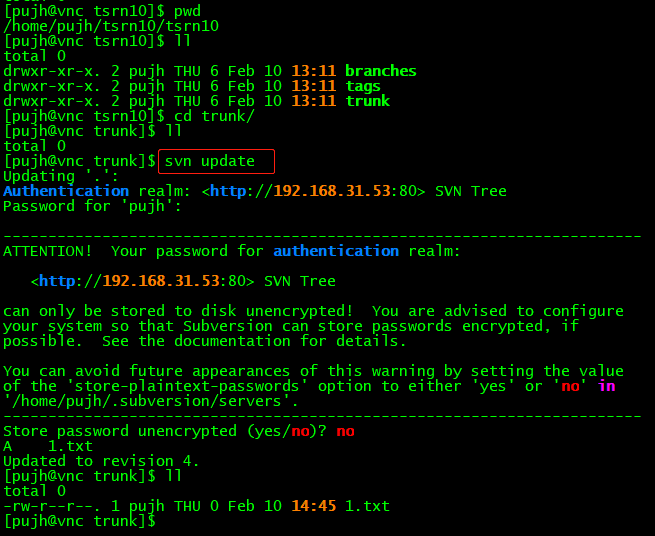 [pujh@vnc tsrn10]$ pwd
/home/pujh/tsrn10/tsrn10
[pujh@vnc tsrn10]$ ll
total 0
drwxr-xr-x. 2 pujh THU 6 Feb 10 13:11 branches
drwxr-xr-x. 2 pujh THU 6 Feb 10 13:11 tags
drwxr-xr-x. 2 pujh THU 6 Feb 10 13:11 trunk
[pujh@vnc tsrn10]$ cd trunk/
[pujh@vnc trunk]$ ll
total 0
[pujh@vnc trunk]$ svn update
Updating '.':
Authentication realm: <http://192.168.31.53:80> SVN Tree
Password for 'pujh':
-----------------------------------------------------------------------
ATTENTION!  Your password for authentication realm:
   <http://192.168.31.53:80> SVN Tree
can only be stored to disk unencrypted!  You are advised to configure
your system so that Subversion can store passwords encrypted, if
possible.  See the documentation for details.
You can avoid future appearances of this warning by setting the value
of the 'store-plaintext-passwords' option to either 'yes' or 'no' in
'/home/pujh/.subversion/servers'.
-----------------------------------------------------------------------
Store password unencrypted (yes/no)? no
A    1.txt
Updated to revision 4.
[pujh@vnc trunk]$ ll
total 0
-rw-r--r--. 1 pujh THU 0 Feb 10 14:45 1.txt
[pujh@vnc trunk]$